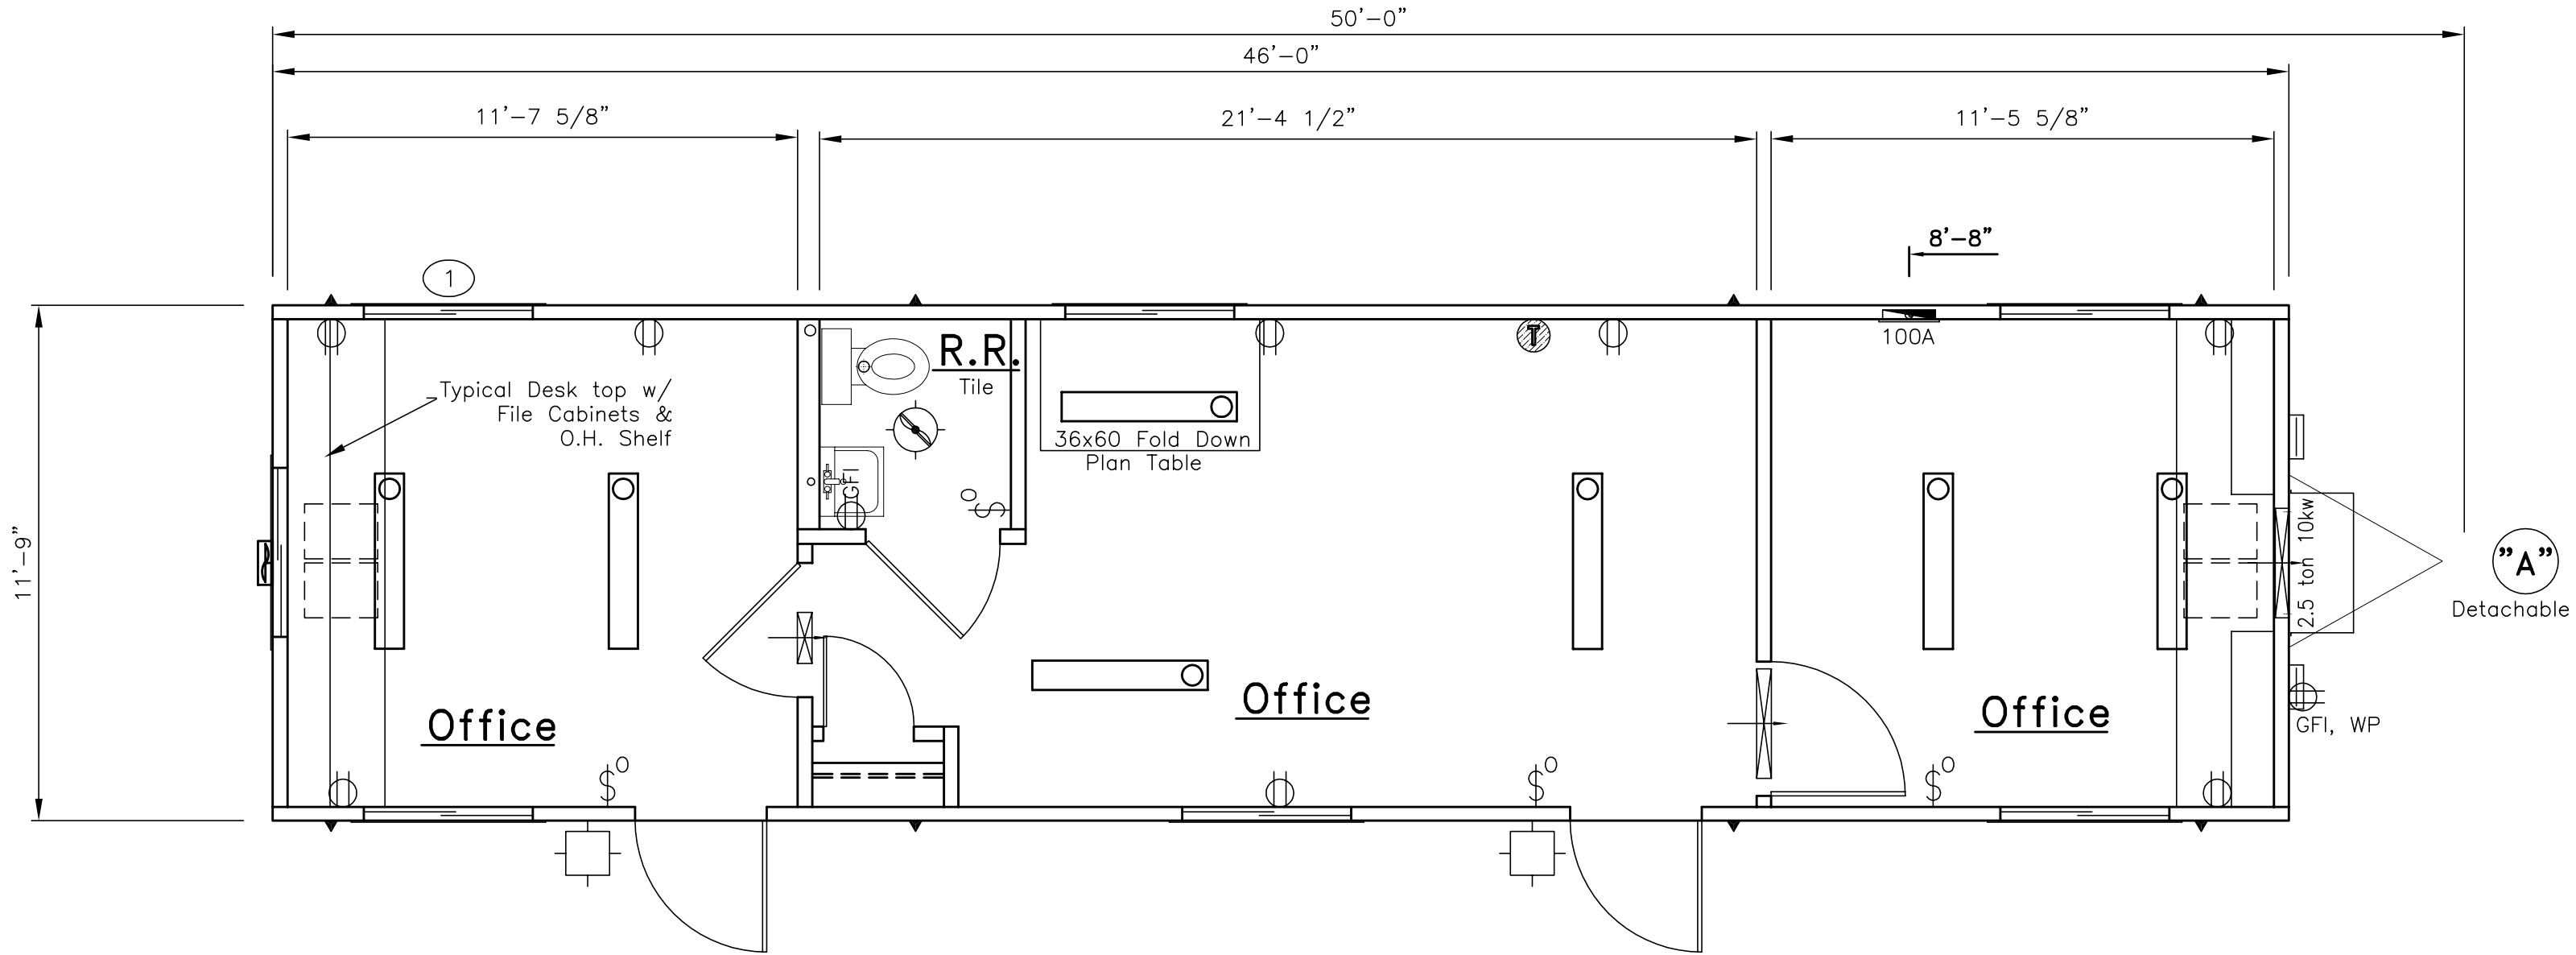 50'-0"
46'-0"
11'-7 5/8"
21'-4 1/2"
11'-5 5/8"
8'-8"
1
11'-9"
Typical Desk top w/
File Cabinets &
O.H. Shelf
R.R.
Tile
GFI
$O
36x60 Fold Down
Plan Table
T
100A
2.5 ton 10kw
"A"
Detachable
GFI, WP
Office
Office
Office
$O
$O
$O